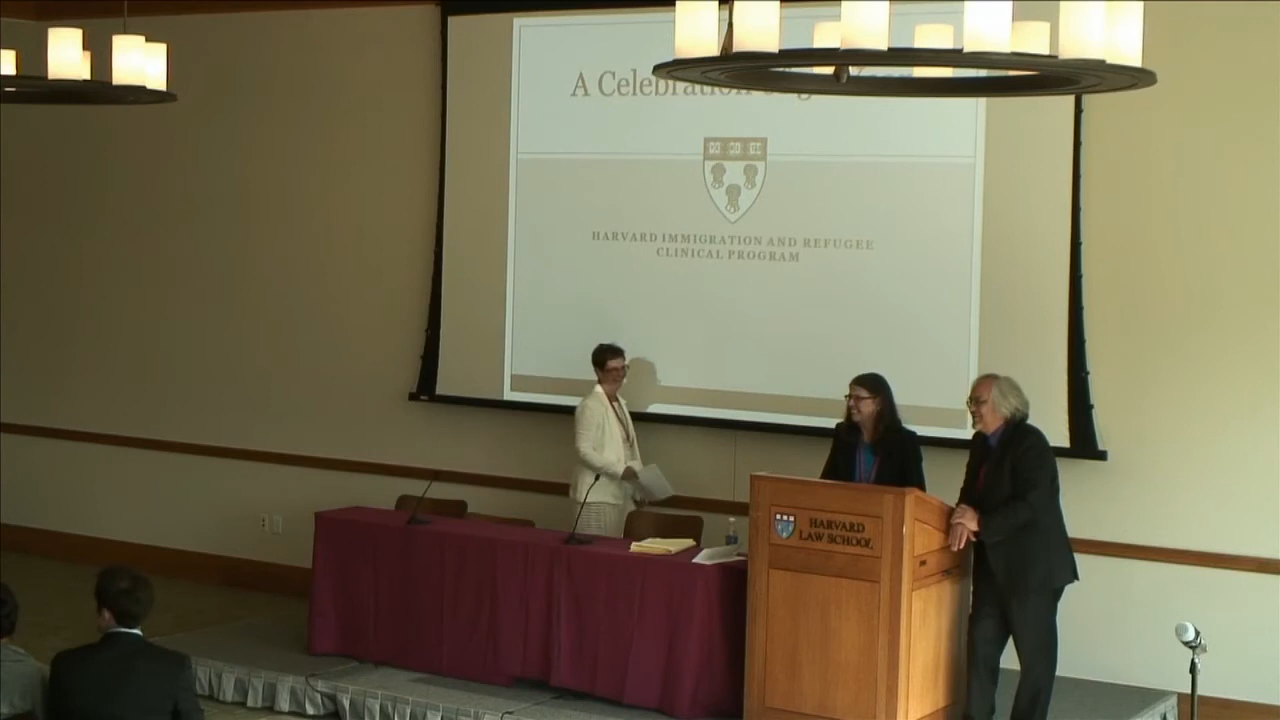 A Celebration
HARVARD IMMIGRATION AND REFUGEE
CLINICAL PROGRAM
HARVARD
LAW SCHOOL